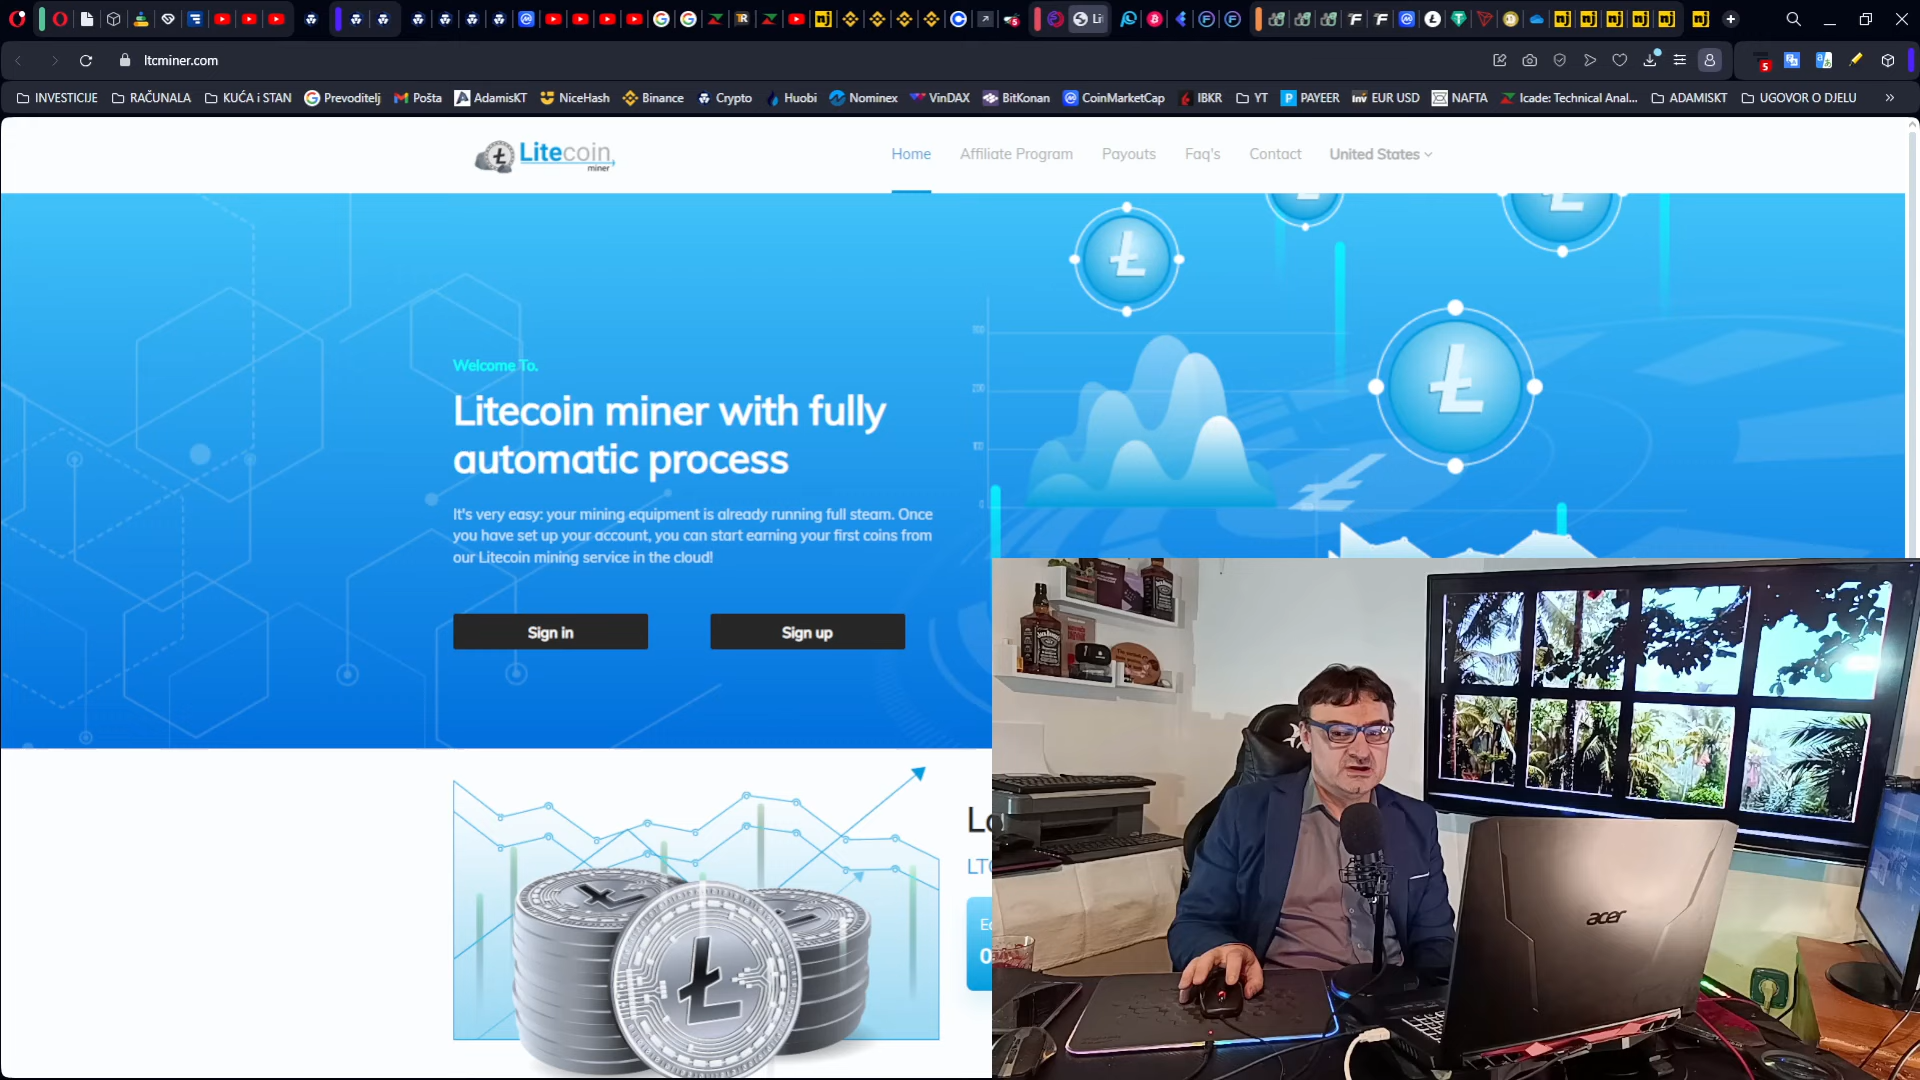 ltcminer.com
INVESTICIJE
RAČUNALA
KUĆA i STAN
Prevoditelj
Pošta
AdamisKT
NiceHash
Binance
Crypto
Huobi
Nominex
VinDAX
BitKonan
CoinMarketCap
IBKR
YT
PAYEER
EUR USD
NAFTA
Icade: Technical Anal...
ADAMISKT
UGOVOR O DJELU
Litecoin
miner
Home
Affiliate Program
Payouts
Faq's
Contact
United States
Welcome To.
Litecoin miner with fully
automatic process
It's very easy: your mining equipment is already running full steam. Once
you have set up your account, you can start earning your first coins from
our Litecoin mining service in the cloud!
Sign in
Sign up
acer